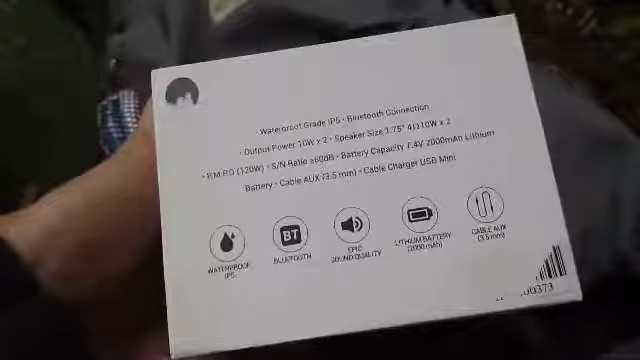 • Waterproof Grade IP5 • Bluetooth Connection
• Output Power 10W x 2 • Speaker Size 1.75" 4Ω10W x 2
• P.M.P.O (120W) • S/N Ratio ≥60dB • Battery Capacity 7.4V 2000mAh Lithium
Battery • Cable AUX (3.5 mm) • Cable Charger USB Mini
BT
WATERPROOF
IP5
BLUETOOTH
EPIC
SOUND QUALITY
LITHIUM BATTERY
(2000 mAh)
CABLE AUX
(3.5 mm)
00373